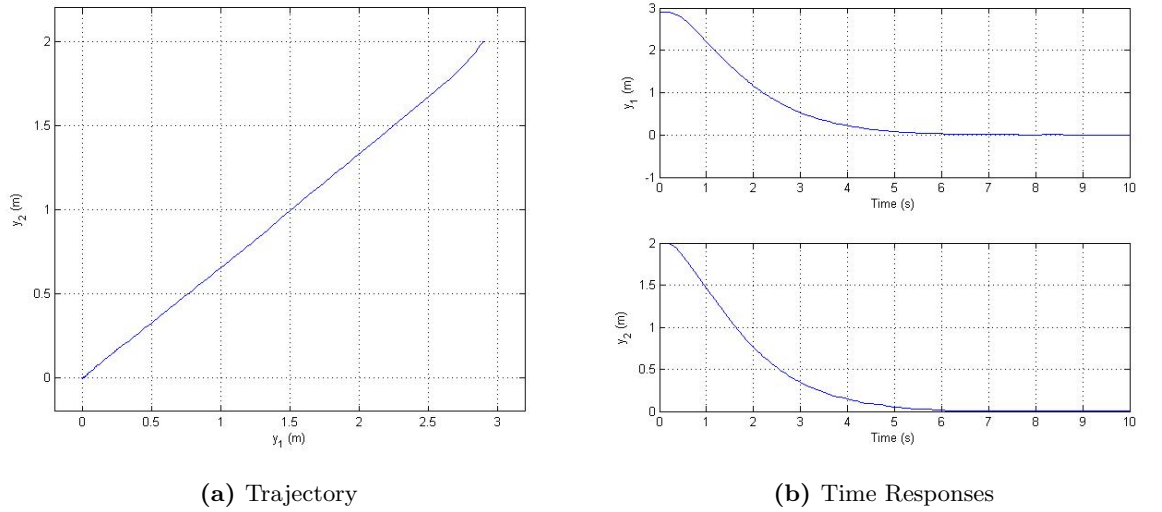 2
1.5
1
0.5
0
y2 (m)
0 0.5 1 1.5 2 2.5 3
y1 (m)
(a) Trajectory
3
2
1
0
-1
y1 (m)
0 1 2 3 4 5 6 7 8 9 10
Time (s)
2
1.5
1
0.5
0
y2 (m)
0 1 2 3 4 5 6 7 8 9 10
Time (s)
(b) Time Responses